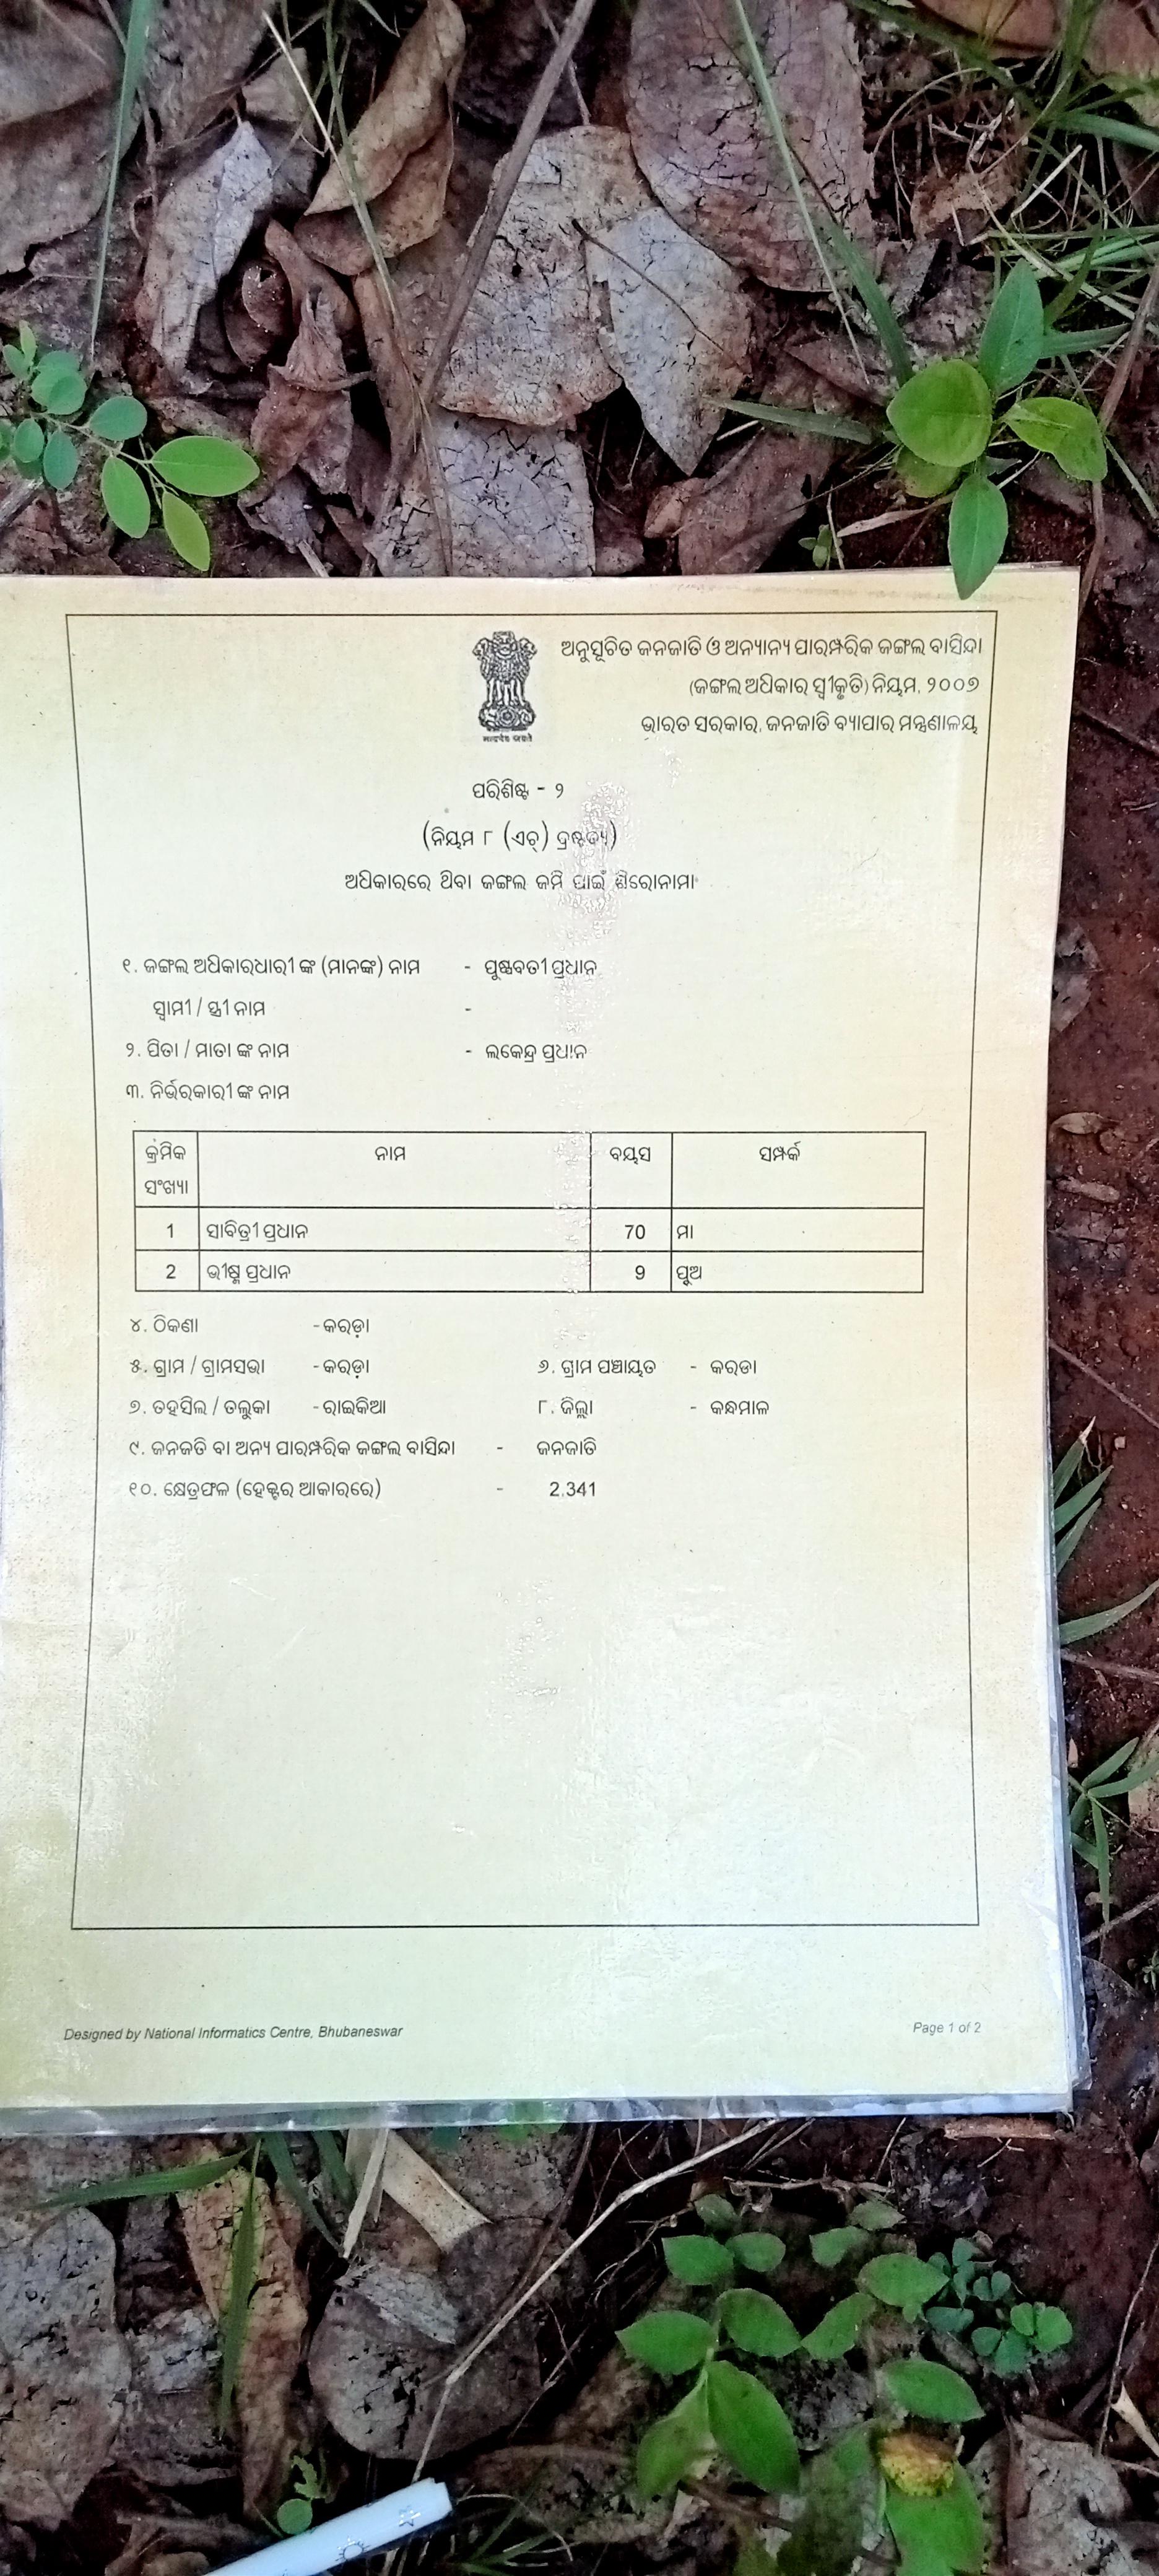 ଅନୁସୂଚିତ ଜନଜାତି ଓ ଅନ୍ୟାନ୍ୟ ପାରମ୍ପରିକ ଜଙ୍ଗଲ ବାସିନ୍ଦା
(ଜଙ୍ଗଲ ଅଧିକାର ସ୍ୱୀକୃତି) ନିୟମ, ୨୦୦୭
ଭାରତ ସରକାର, ଜନଜାତି ବ୍ୟାପାର ମନ୍ତ୍ରଣାଳୟ
सत्यमेव जयते
ପରିଶିଷ୍ଟ - ୨
(ନିୟମ ୮ (ଏଚ୍) ଦ୍ରଷ୍ଟବ୍ୟ)
ଅଧିକାରରେ ଥିବା ଜଙ୍ଗଲ ଜମି ପାଇଁ ଶିରୋନାମା
୧. ଜଙ୍ଗଲ ଅଧିକାରଧାରୀ ଙ୍କ (ମାନଙ୍କ) ନାମ - ପୁଷ୍ଟବତୀ ପ୍ରଧାନ
ସ୍ୱାମୀ / ସ୍ତ୍ରୀ ନାମ -
୨. ପିତା / ମାତା ଙ୍କ ନାମ - ଲକେନ୍ଦ୍ର ପ୍ରଧାନ
୩. ନିର୍ଭରକାରୀ ଙ୍କ ନାମ
କ୍ରମିକ ସଂଖ୍ୟା ନାମ ବୟସ ସମ୍ପର୍କ
1 ସାବିତ୍ରୀ ପ୍ରଧାନ 70 ମା
2 ଭୀଷ୍ମ ପ୍ରଧାନ 9 ପୁଅ
୪. ଠିକଣା - କରଡ଼ା
୫. ଗ୍ରାମ / ଗ୍ରାମସଭା - କରଡ଼ା ୬. ଗ୍ରାମ ପଞ୍ଚାୟତ - କରଡା
୭. ତହସିଲ / ତଲୁକା - ରାଇକିଆ ୮. ଜିଲ୍ଲା - କନ୍ଧମାଳ
୯. ଜନଜତି ବା ଅନ୍ୟ ପାରମ୍ପରିକ ଜଙ୍ଗଲ ବାସିନ୍ଦା - ଜନଜାତି
୧୦. କ୍ଷେତ୍ରଫଳ (ହେକ୍ଟର ଆକାରରେ) - 2.341
Designed by National Informatics Centre, Bhubaneswar Page 1 of 2